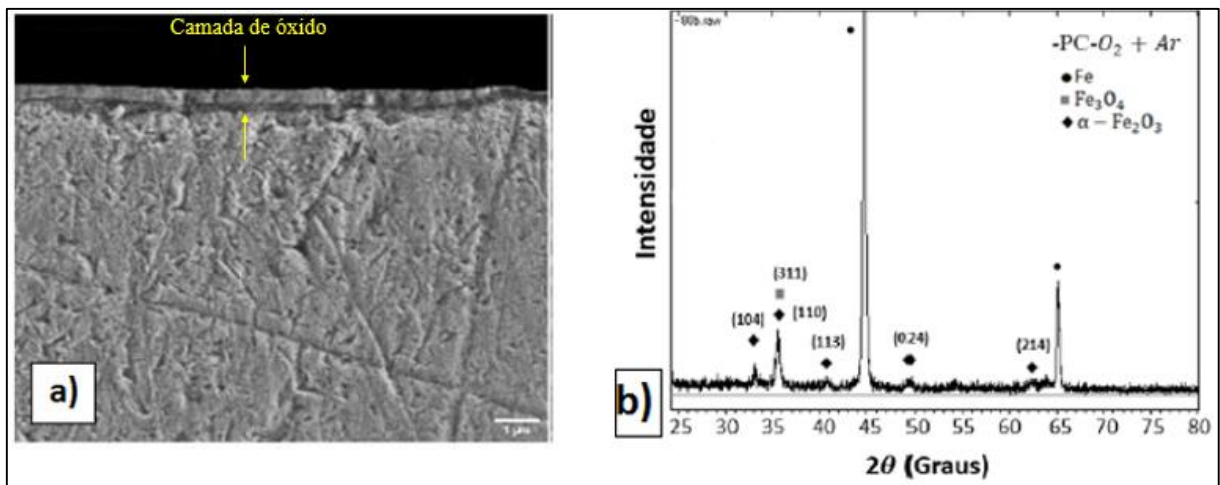 Camada de óxido
a)
1 µm
-PC-O₂ + Ar
Fe
Fe₃O₄
α − Fe₂O₃
Intensidade
(311)
(104)
(110)
(113)
(024)
(214)
b)
25 30 35 40 45 50 55 60 65 70 75 80
2θ (Graus)